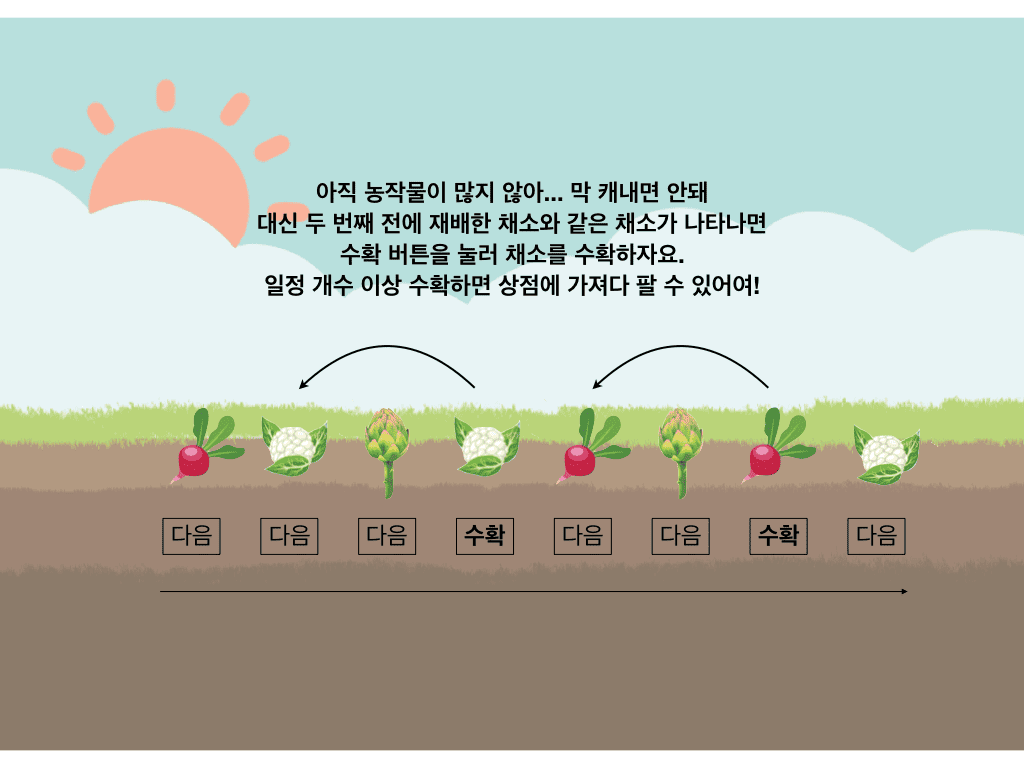 아직 농작물이 많지 않아... 막 캐내면 안돼
대신 두 번째 전에 재배한 채소와 같은 채소가 나타나면
수확 버튼을 눌러 채소를 수확하자요.
일정 개수 이상 수확하면 상점에 가져다 팔 수 있어여!
다음 다음 다음 수확 다음 다음 수확 다음